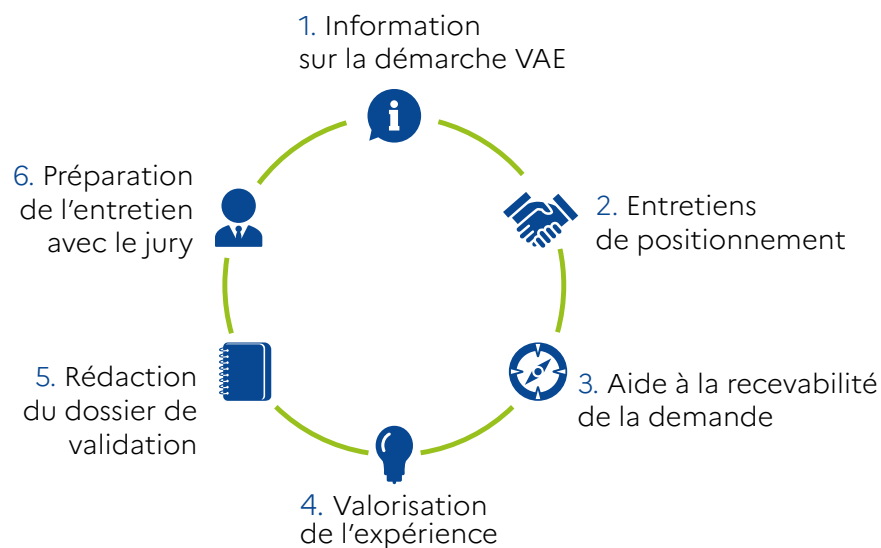 1. Information
sur la démarche VAE
2. Entretiens
de positionnement
3. Aide à la recevabilité
de la demande
4. Valorisation
de l’expérience
5. Rédaction
du dossier de
validation
6. Préparation
de l’entretien
avec le jury